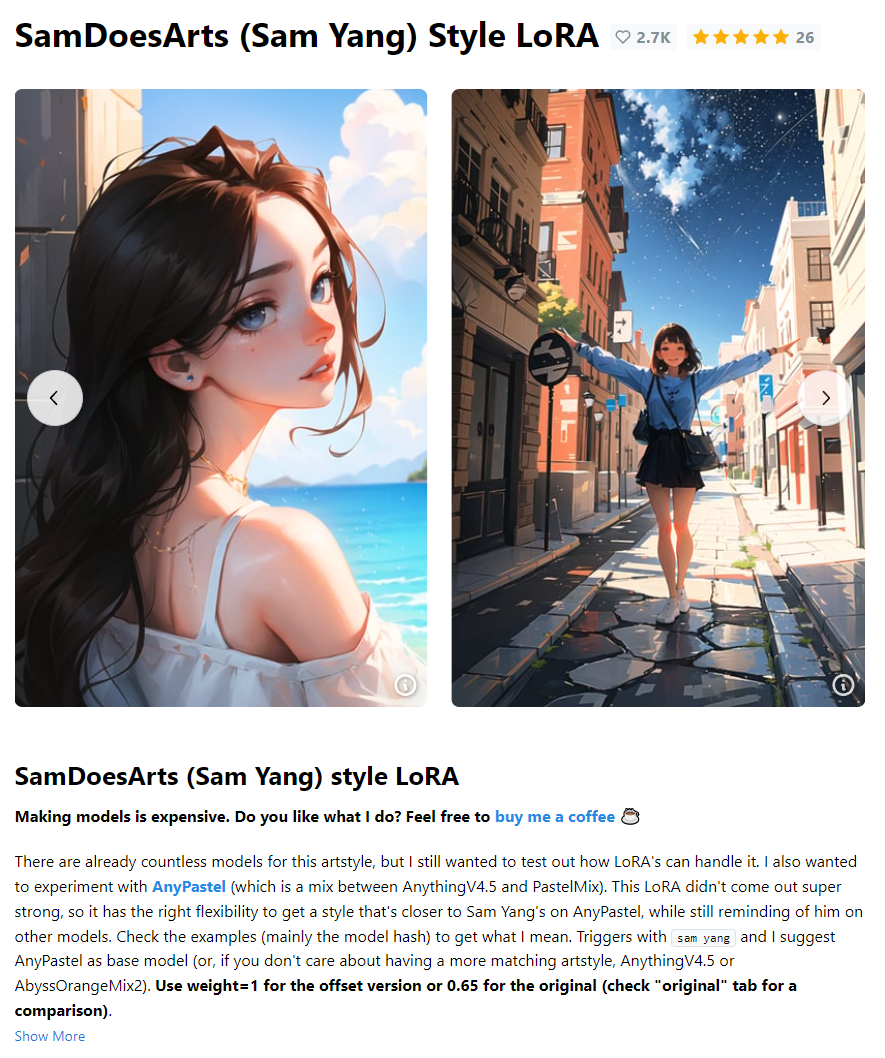 SamDoesArts (Sam Yang) Style LoRA 2.7K 26
SamDoesArts (Sam Yang) style LoRA
Making models is expensive. Do you like what I do? Feel free to buy me a coffee ☕
There are already countless models for this artstyle, but I still wanted to test out how LoRA's can handle it. I also wanted
to experiment with AnyPastel (which is a mix between AnythingV4.5 and PastelMix). This LoRA didn't come out super
strong, so it has the right flexibility to get a style that's closer to Sam Yang's on AnyPastel, while still reminding of him on
other models. Check the examples (mainly the model hash) to get what I mean. Triggers with sam yang and I suggest
AnyPastel as base model (or, if you don't care about having a more matching artstyle, AnythingV4.5 or
AbyssOrangeMix2). Use weight=1 for the offset version or 0.65 for the original (check "original" tab for a
comparison).
Show More